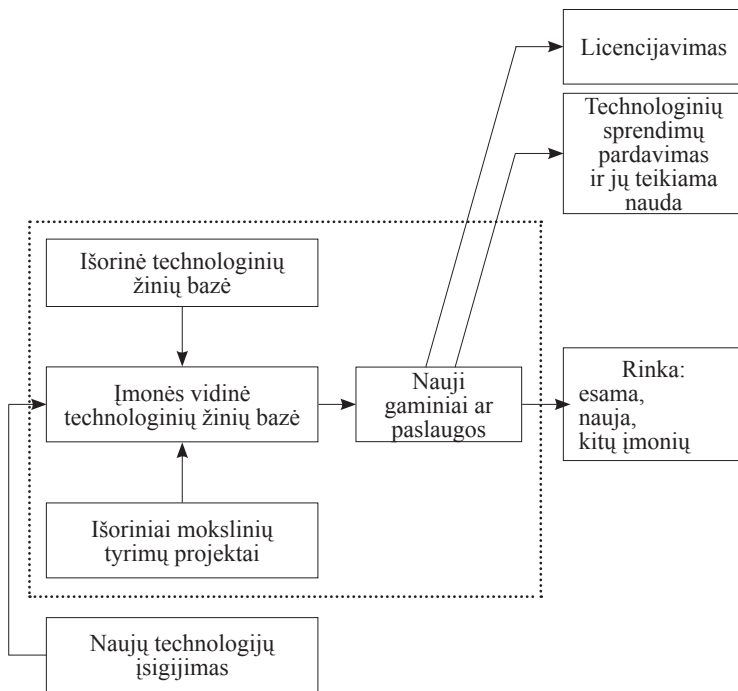 Licencijavimas
Technologinių
sprendimų
pardavimas
ir jų teikiama
nauda
Išorinė technologinių
žinių bazė
Įmonės vidinė
technologinių žinių bazė
Nauji
gaminiai ar
paslaugos
Rinka:
esama,
nauja,
kitų įmonių
Išoriniai mokslinių
tyrimų projektai
Naujų technologijų
įsigijimas